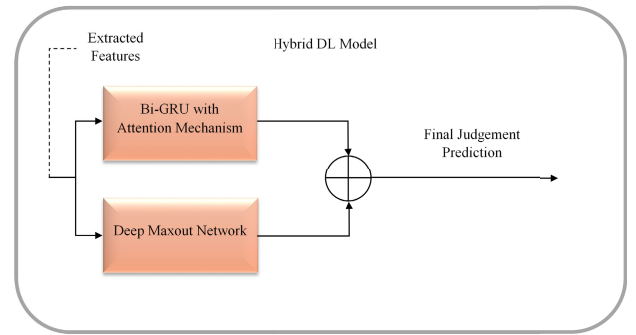 Extracted
Features
Hybrid DL Model
Bi-GRU with
Attention Mechanism
Final Judgement
Prediction
Deep Maxout Network